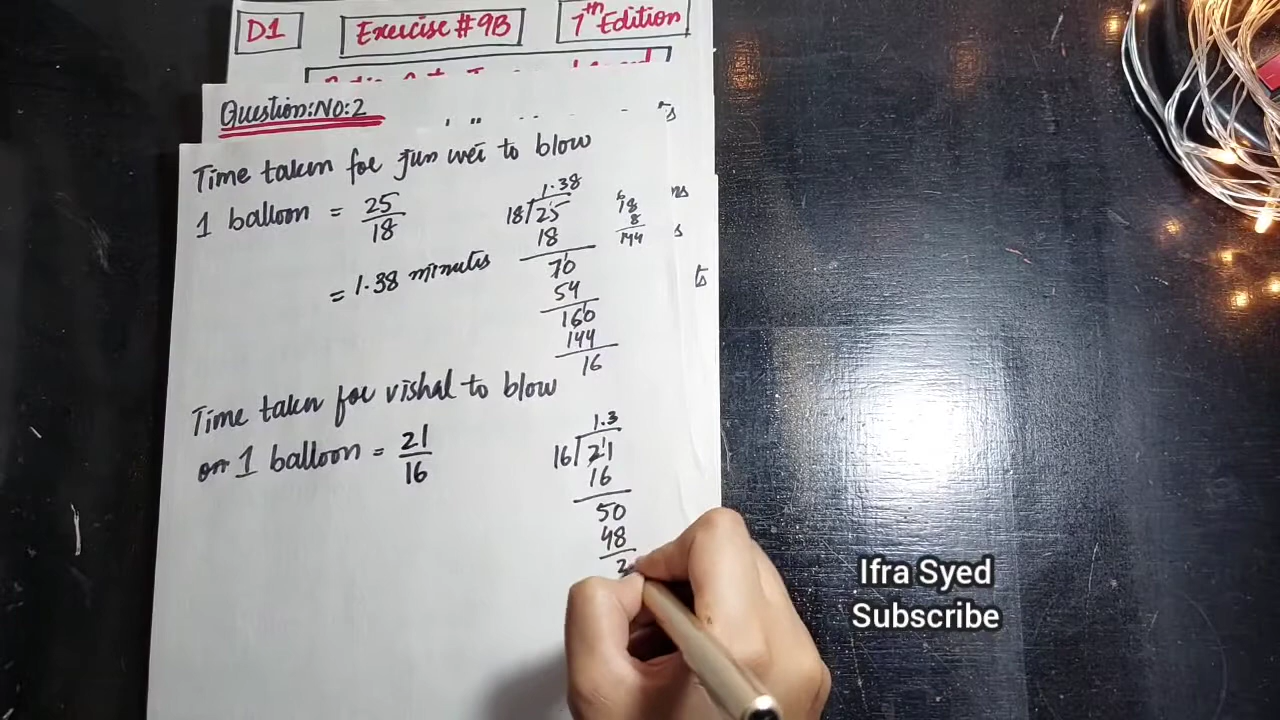 D1
Exercise #9B
7th Edition
Question:No:2
Time taken for Jun wei to blow
1 balloon = 25/18
= 1.38 minutes
1.38
18 25
18
70
54
160
144
16
18
8
144
Time taken for vishal to blow
1 balloon = 21/16
1.3
16 21
16
50
48
2
Ifra Syed
Subscribe